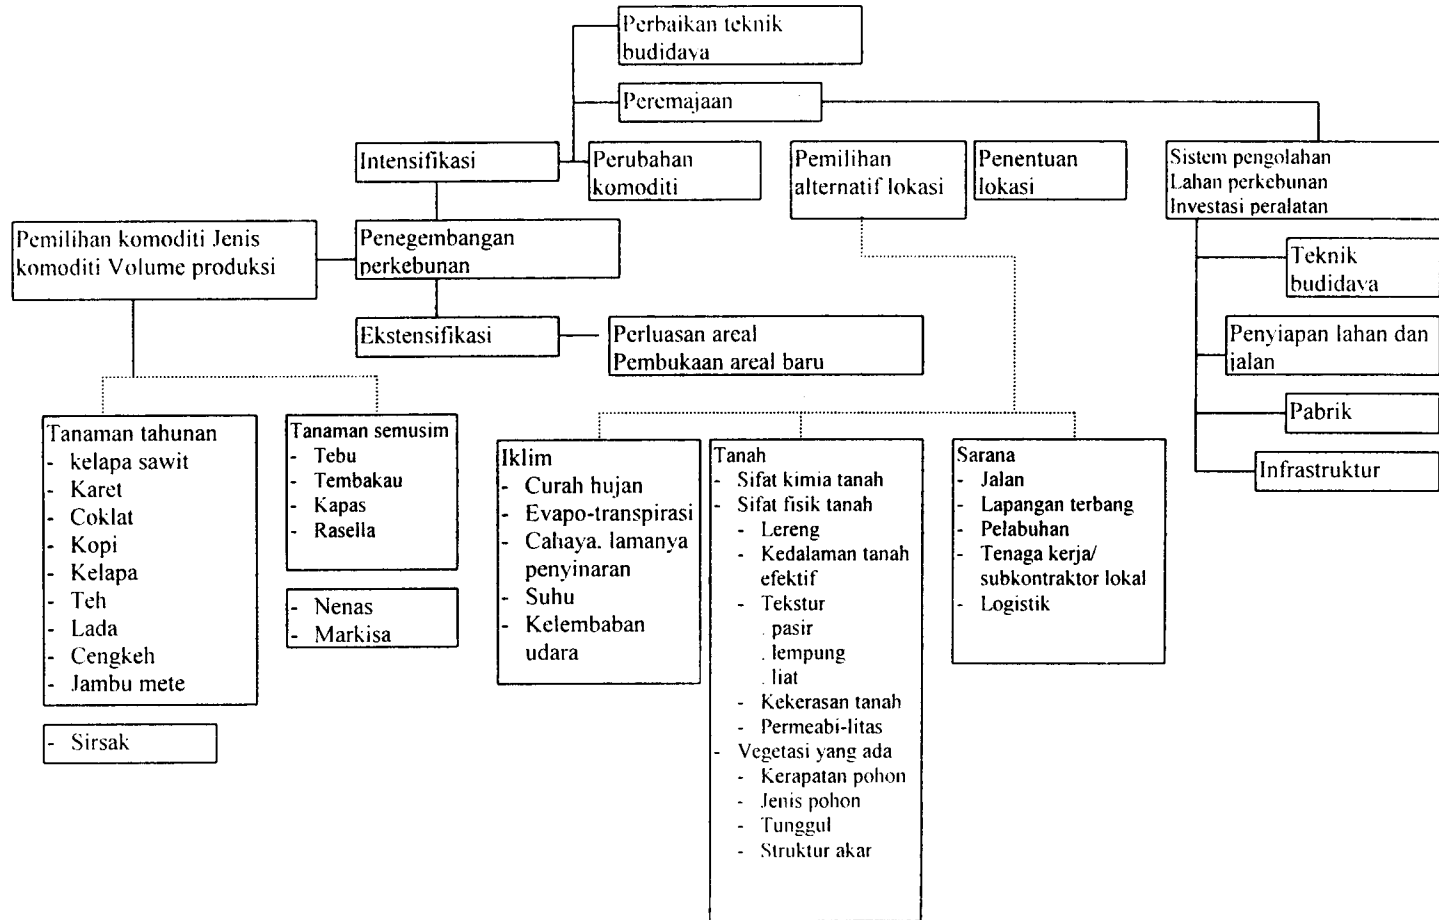 Perbaikan teknik
budidaya
Peremajaan
Intensifikasi
Perubahan
komoditi
Pemilihan
alternatif lokasi
Penentuan
lokasi
Sistem pengolahan
Lahan perkebunan
Investasi peralatan
Pemilihan komoditi Jenis
komoditi Volume produksi
Penegembangan
perkebunan
Teknik
budidaya
Ekstensifikasi
Perluasan areal
Pembukaan areal baru
Penyiapan lahan dan
jalan
Pabrik
Infrastruktur
Tanaman tahunan
- kelapa sawit
- Karet
- Coklat
- Kopi
- Kelapa
- Teh
- Lada
- Cengkeh
- Jambu mete
- Sirsak
Tanaman semusim
- Tebu
- Tembakau
- Kapas
- Rasella
- Nenas
- Markisa
Iklim
- Curah hujan
- Evapo-transpirasi
- Cahaya. lamanya
penyinaran
- Suhu
- Kelembaban
udara
Tanah
- Sifat kimia tanah
- Sifat fisik tanah
- Lereng
- Kedalaman tanah
efektif
- Tekstur
. pasir
. lempung
. liat
- Kekerasan tanah
- Permeabi-litas
- Vegetasi yang ada
- Kerapatan pohon
- Jenis pohon
- Tunggul
- Struktur akar
Sarana
- Jalan
- Lapangan terbang
- Pelabuhan
- Tenaga kerja/
subkontraktor lokal
- Logistik